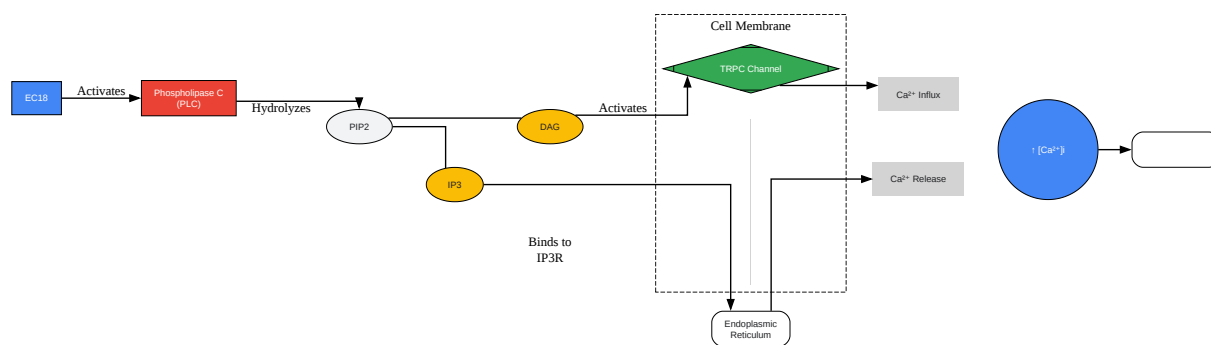 EC18
Activates
Phospholipase C
(PLC)
Hydrolyzes
PIP2
DAG
IP3
Activates
Binds to
IP3R
Cell Membrane
TRPC Channel
Endoplasmic
Reticulum
Ca²⁺ Influx
Ca²⁺ Release
↑ [Ca²⁺]i